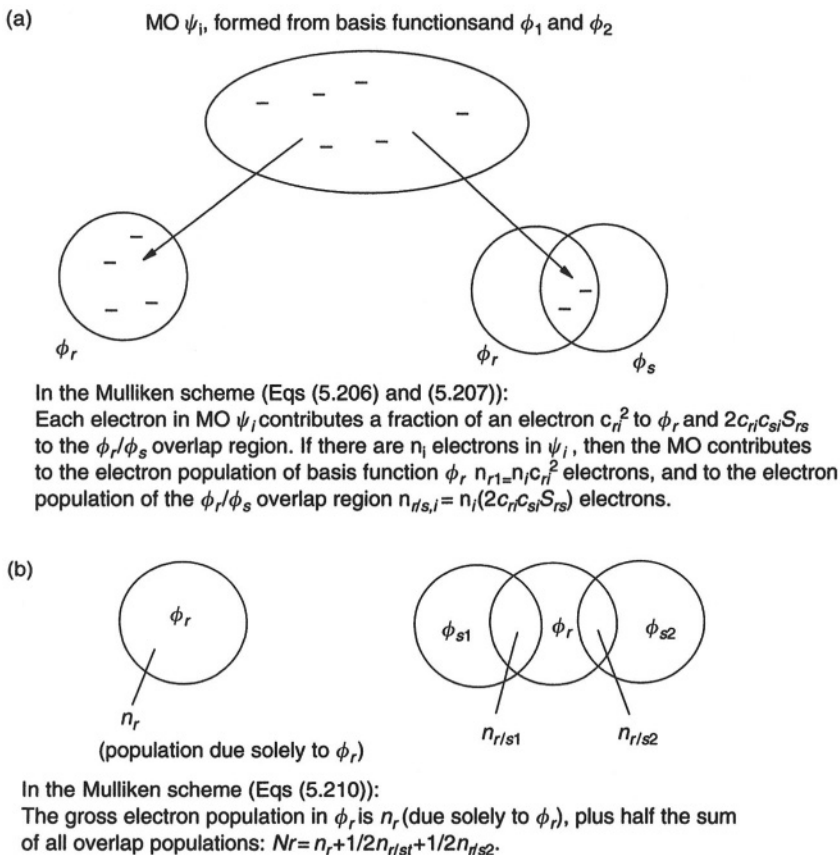 (a) MO ψi, formed from basis functionsand ϕ1 and ϕ2
ϕr
ϕr
ϕs
In the Mulliken scheme (Eqs (5.206) and (5.207)):
Each electron in MO ψi contributes a fraction of an electron cri² to ϕr and 2cricsiSrs
to the ϕr/ϕs overlap region. If there are ni electrons in ψi , then the MO contributes
to the electron population of basis function ϕr nr1=nicri² electrons, and to the electron
population of the ϕr/ϕs overlap region nr/s,i= ni(2cricsiSrs) electrons.
(b)
ϕr
nr
(population due solely to ϕr)
ϕs1 ϕr ϕs2
nr/s1 nr/s2
In the Mulliken scheme (Eqs (5.210)):
The gross electron population in ϕr is nr (due solely to ϕr), plus half the sum
of all overlap populations: Nr= nr+1/2nr/st+1/2nr/s2.